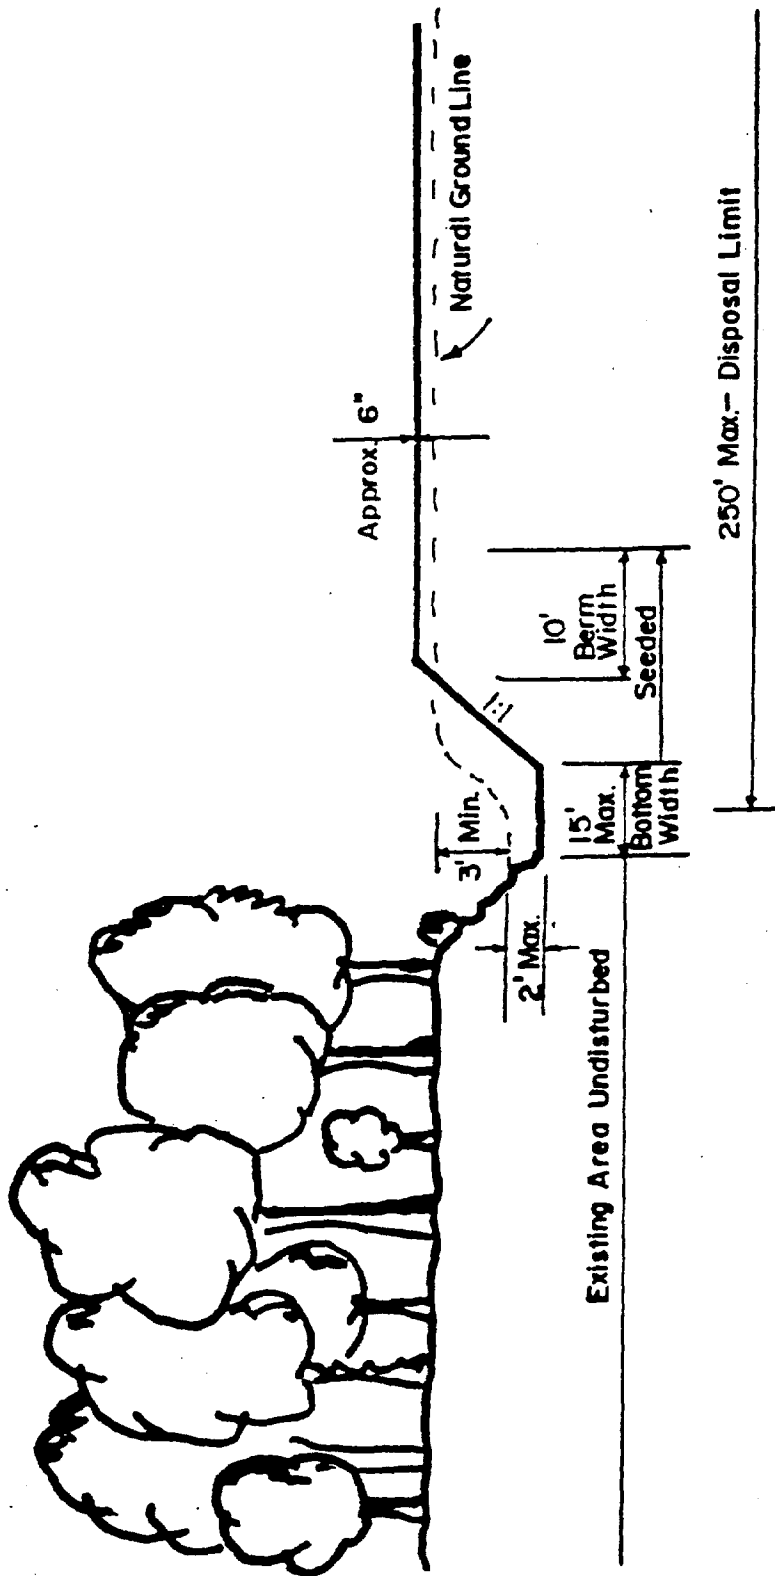 Approx. 6"
Natural Ground Line
1:1
3' Min.
2' Max.
15'
Max.
Bottom
Width
10'
Berm
Width
Seeded
Existing Area Undisturbed
250' Max.- Disposal Limit